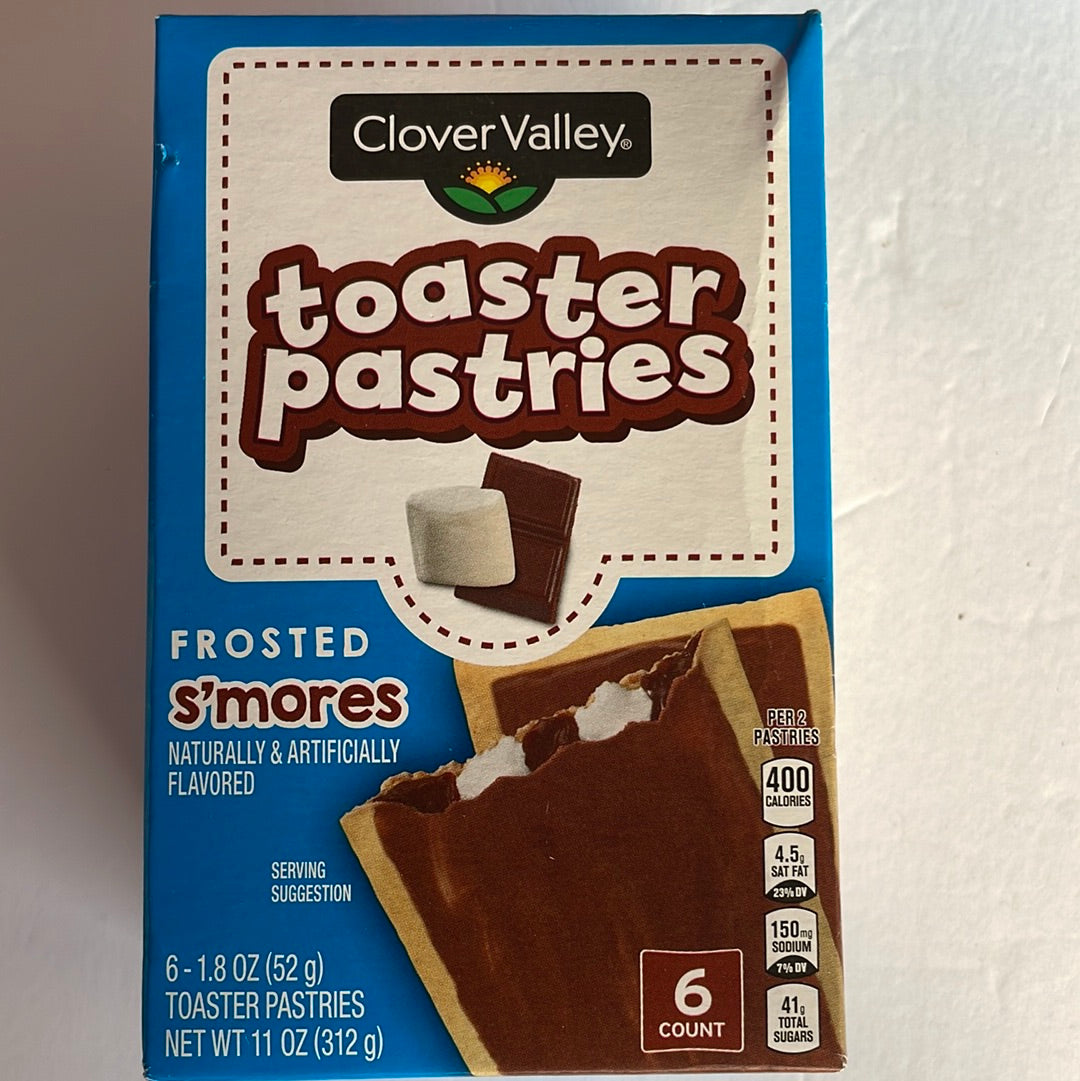 Clover Valley®
toaster
pastries
FROSTED
s'mores
NATURALLY & ARTIFICIALLY
FLAVORED
SERVING
SUGGESTION
6 - 1.8 OZ (52 g)
TOASTER PASTRIES
NET WT 11 OZ (312 g)
6
COUNT
PER 2
PASTRIES
400
CALORIES
4.5g
SAT FAT
23% DV
150mg
SODIUM
7% DV
41g
TOTAL
SUGARS